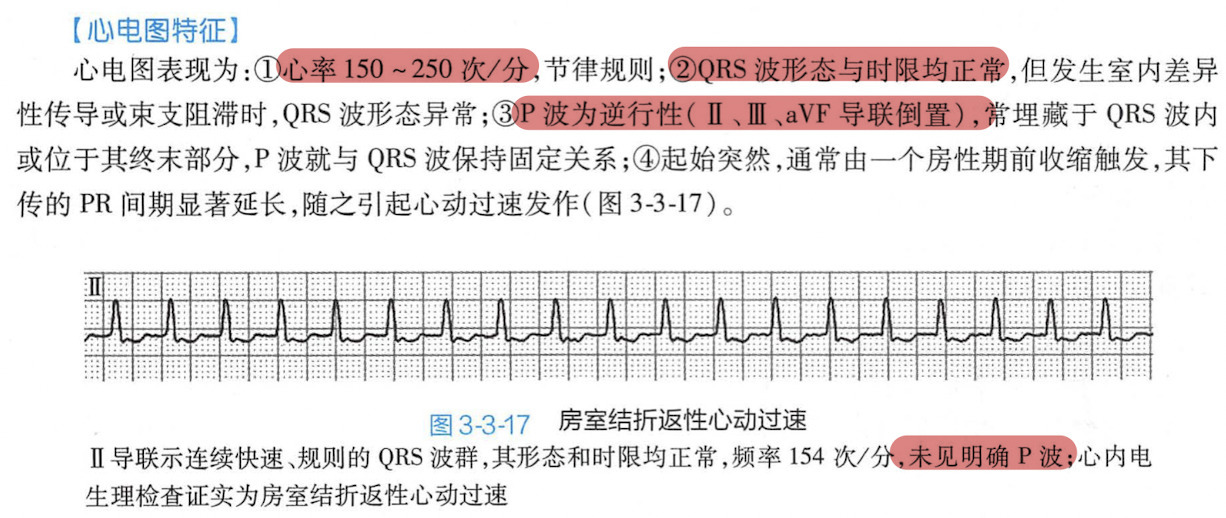 【心电图特征】
心电图表现为:①心率 150 ~ 250 次/分,节律规则;②QRS 波形态与时限均正常,但发生室内差异
性传导或束支阻滞时,QRS 波形态异常;③P 波为逆行性(Ⅱ、Ⅲ、aVF 导联倒置),常埋藏于 QRS 波内
或位于其终末部分,P 波就与 QRS 波保持固定关系;④起始突然,通常由一个房性期前收缩触发,其下
传的 PR 间期显著延长,随之引起心动过速发作(图 3-3-17)。
Ⅱ
图 3-3-17 房室结折返性心动过速
Ⅱ导联示连续快速、规则的 QRS 波群,其形态和时限均正常,频率 154 次/分,未见明确 P 波;心内电
生理检查证实为房室结折返性心动过速